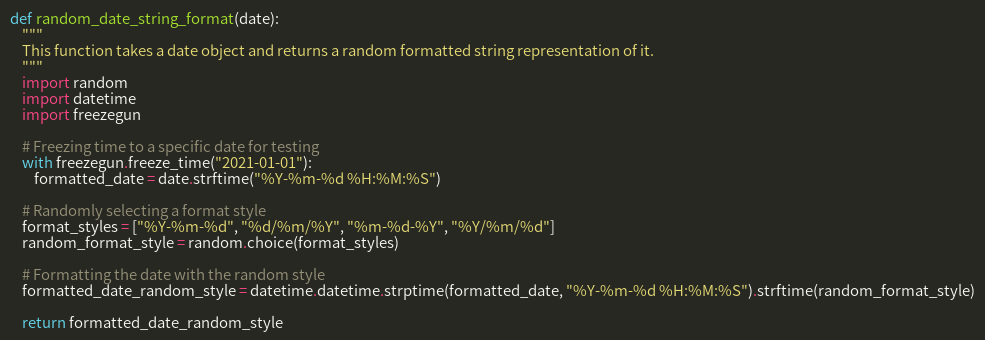 def random_date_string_format(date):
    """
    This function takes a date object and returns a random formatted string representation of it.
    """
    import random
    import datetime
    import freezegun

    # Freezing time to a specific date for testing
    with freezegun.freeze_time("2021-01-01"):
        formatted_date = date.strftime("%Y-%m-%d %H:%M:%S")

    # Randomly selecting a format style
    format_styles = ["%Y-%m-%d", "%d/%m/%Y", "%m-%d-%Y", "%Y/%m/%d"]
    random_format_style = random.choice(format_styles)

    # Formatting the date with the random style
    formatted_date_random_style = datetime.datetime.strptime(formatted_date, "%Y-%m-%d %H:%M:%S").strftime(random_format_style)

    return formatted_date_random_style